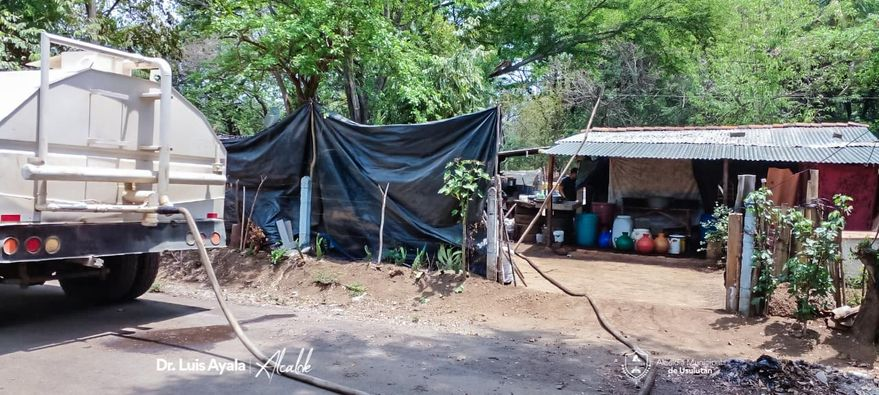 Dr. Luis Ayala Alcalde
Alcaldía Municipal
de Usulután